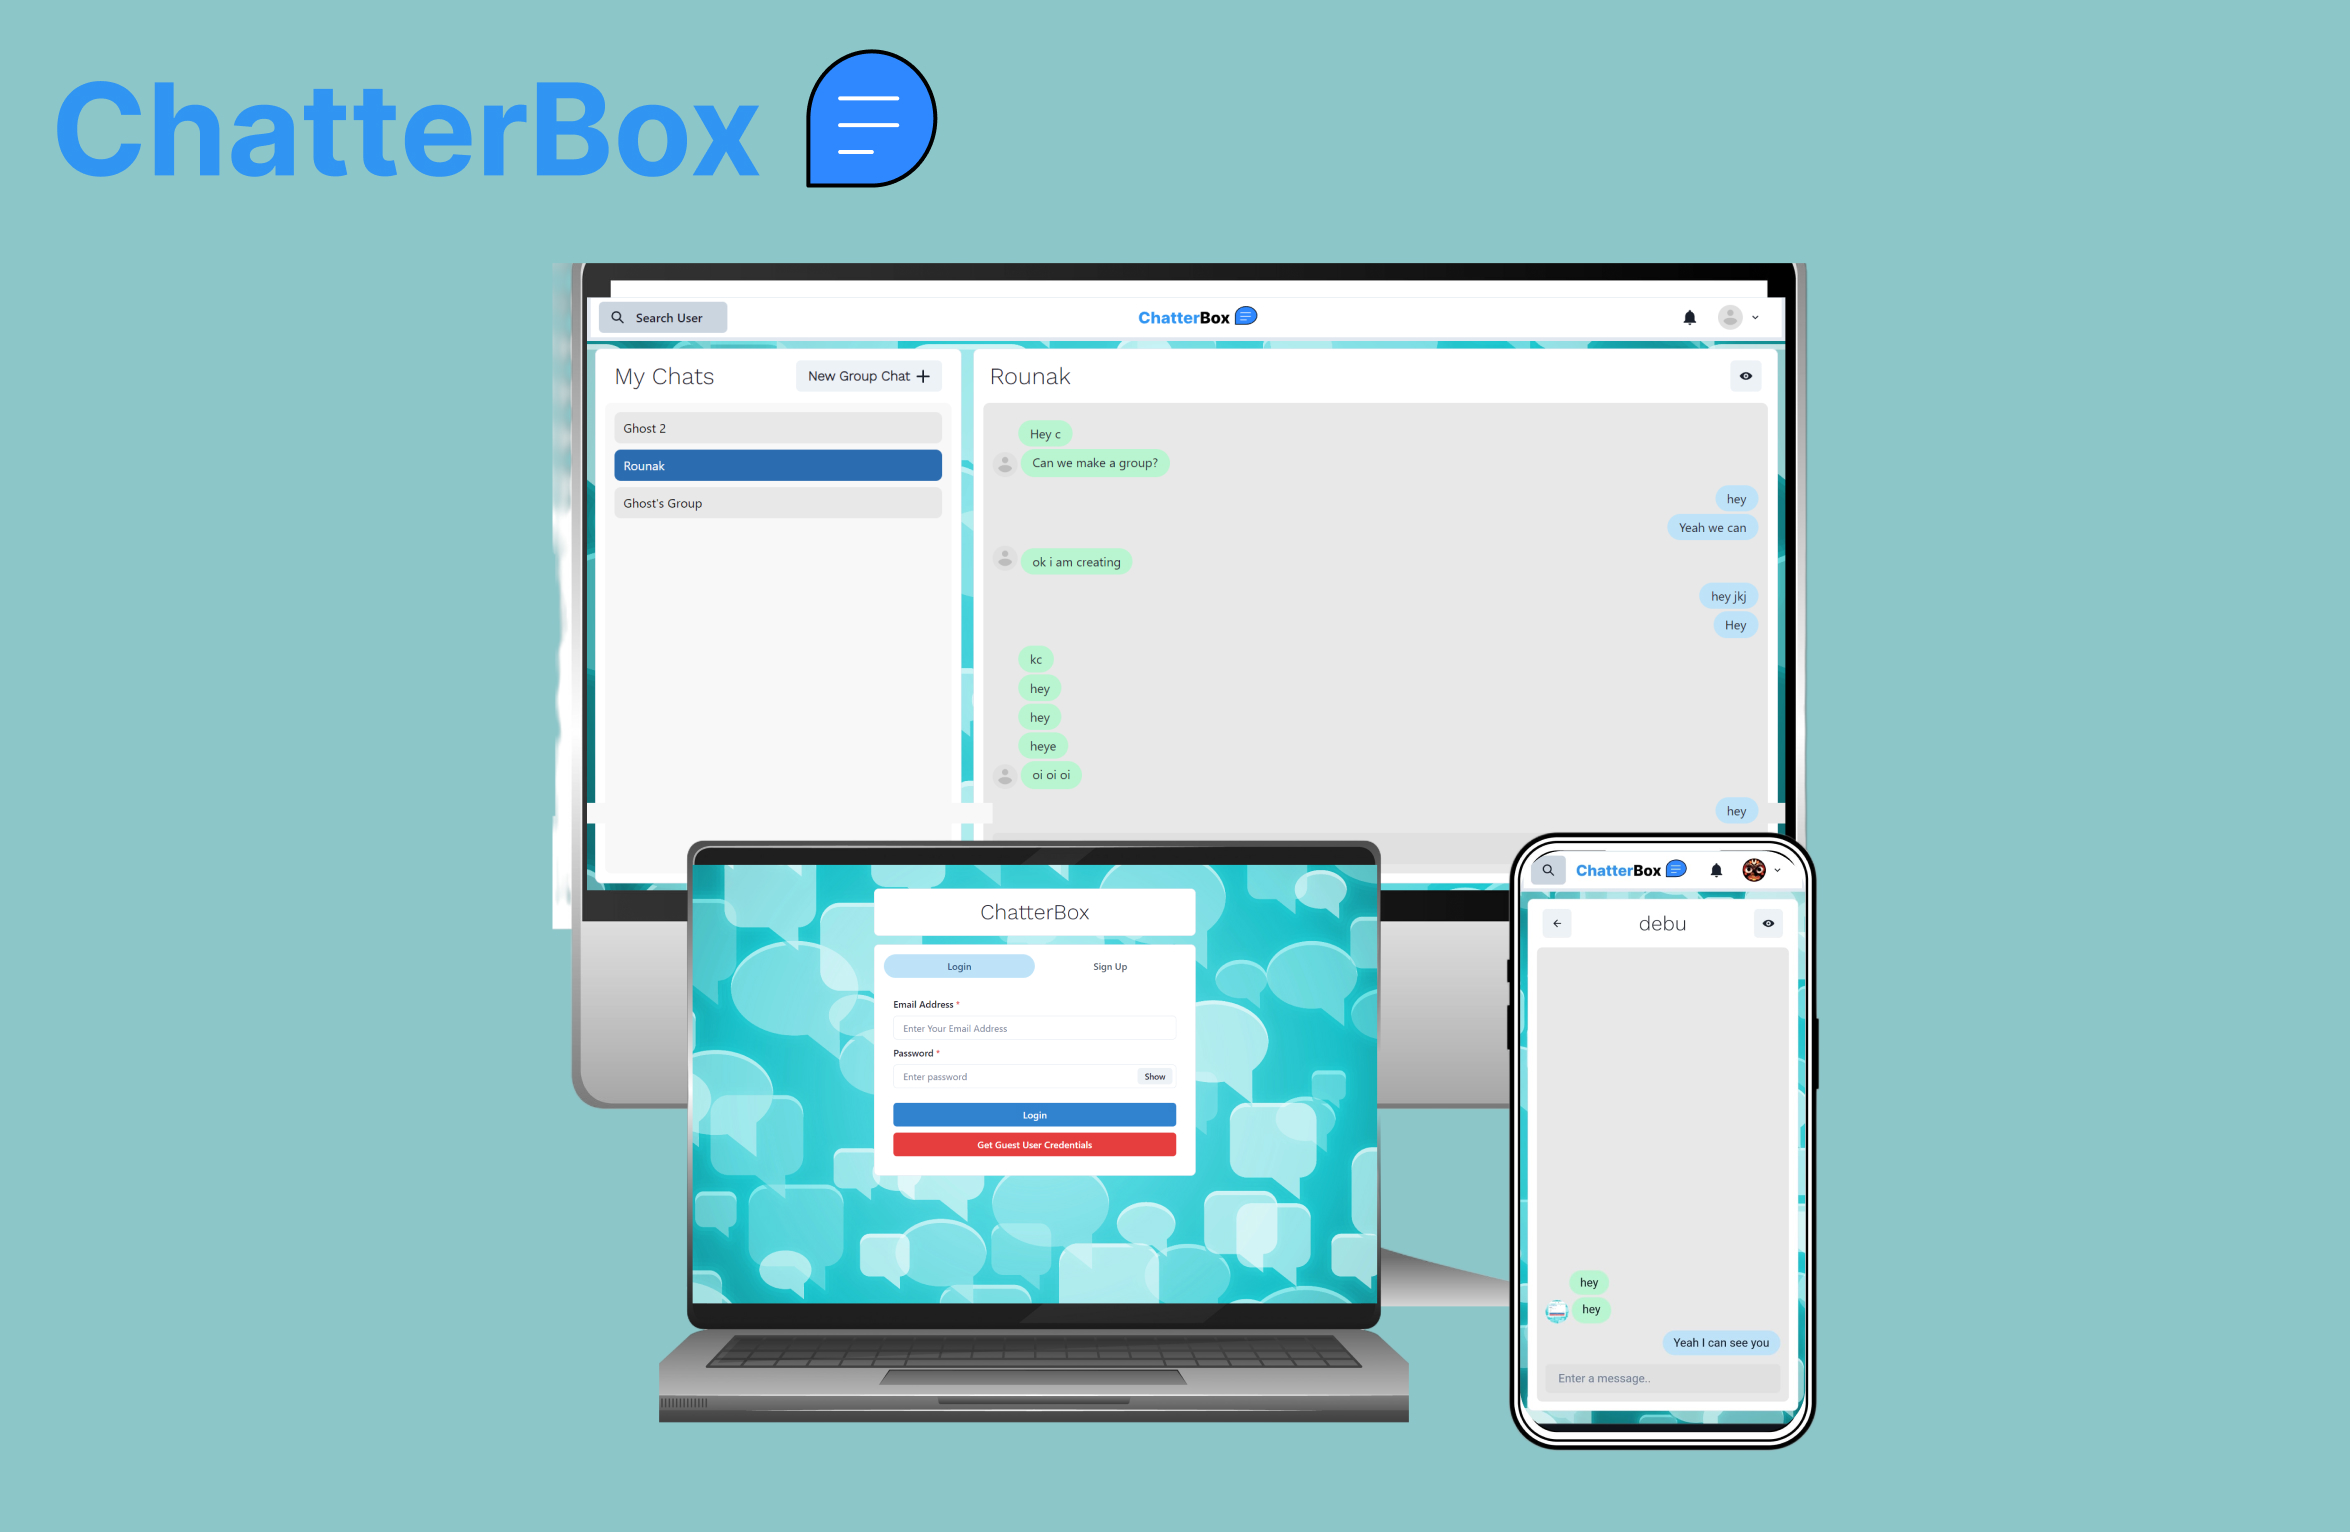 ChatterBox
Search User
ChatterBox
My Chats
New Group Chat +
Ghost 2
Rounak
Ghost's Group
Rounak
Hey c
Can we make a group?
hey
Yeah we can
ok i am creating
hey jkj
Hey
kc
hey
hey
heye
oi oi oi
hey
ChatterBox
Login
Sign Up
Email Address *
Enter Your Email Address
Password *
Enter password
Show
Login
Get Guest User Credentials
ChatterBox
debu
hey
hey
Yeah I can see you
Enter a message..